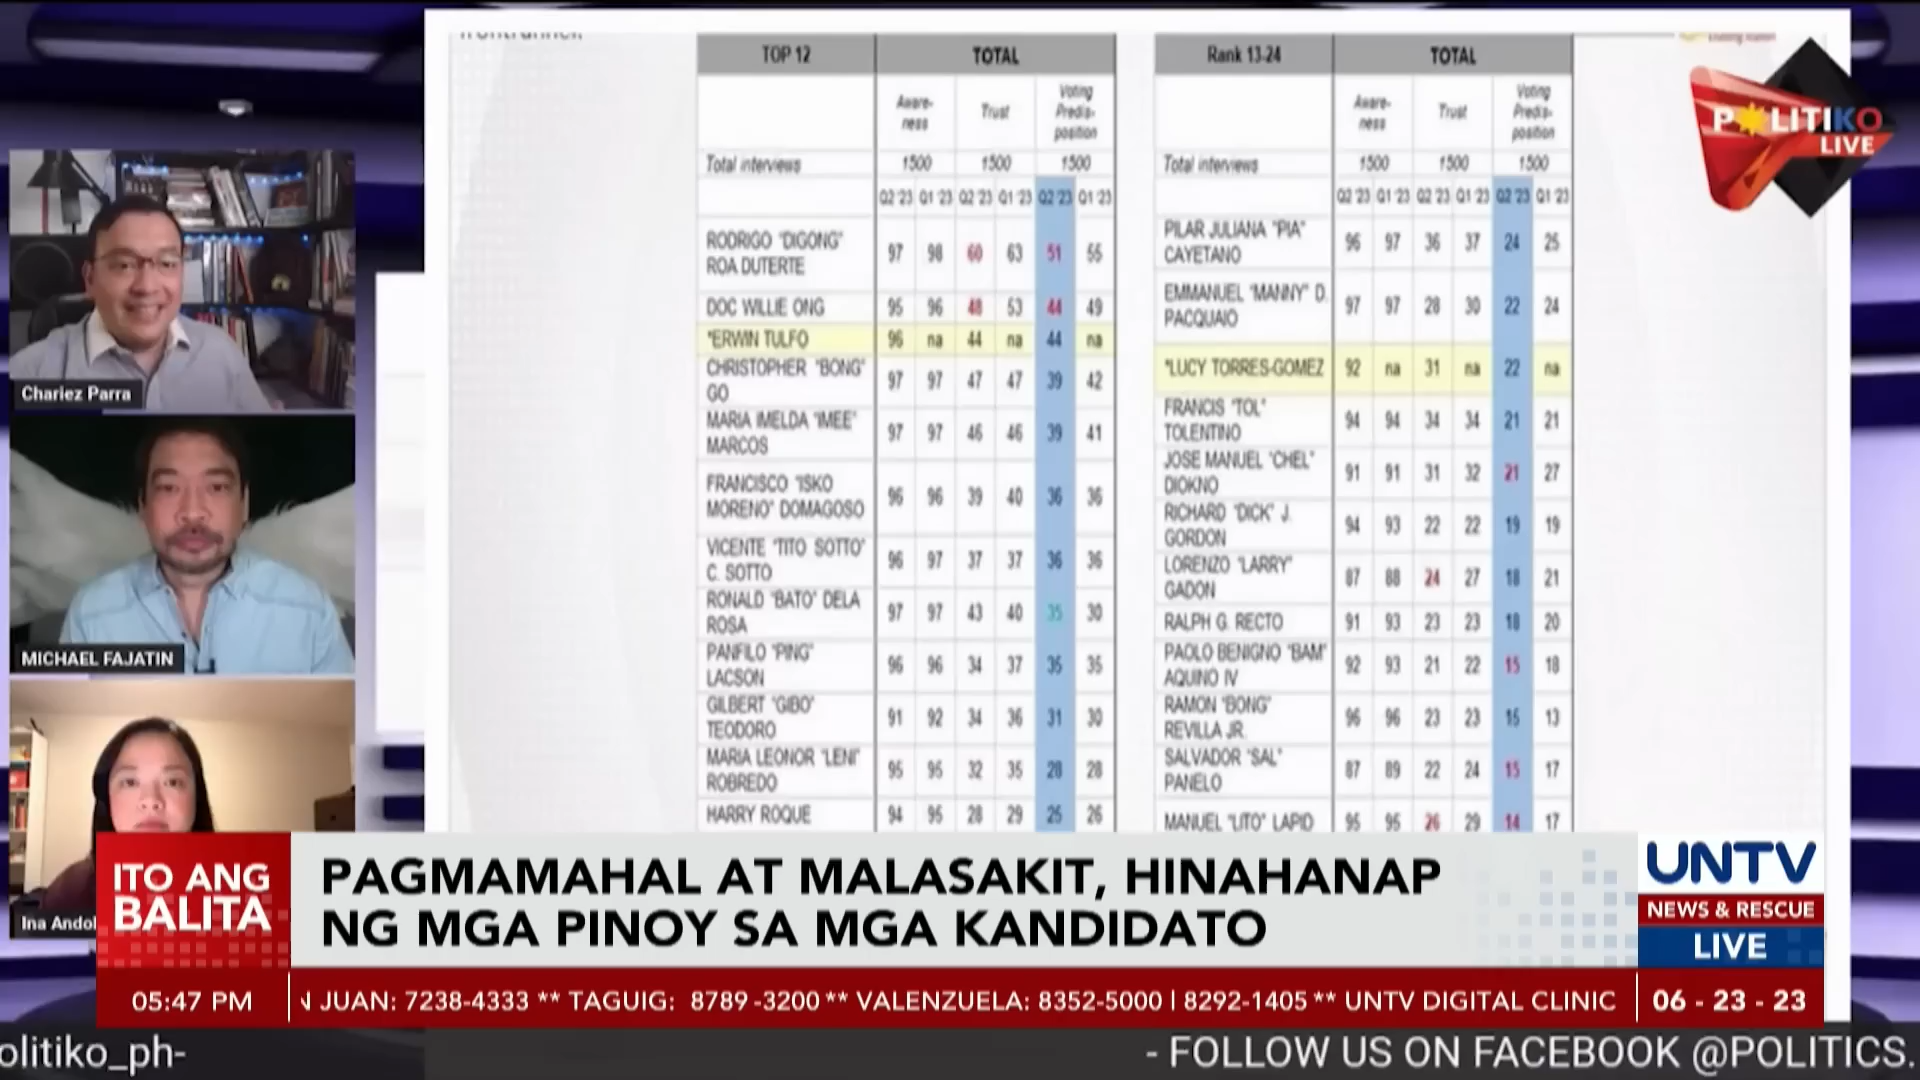 TOP 12 TOTAL
Aware-
ness Trust Voting
Predis-
position
Total interviews 1500 1500 1500
Q2 '23 Q1 '23 Q2 '23 Q1 '23 Q2 '23 Q1 '23
RODRIGO "DIGONG"
ROA DUTERTE 97 98 60 63 51 55
DOC WILLIE ONG 95 96 48 53 44 49
*ERWIN TULFO 96 na 44 na 44 na
CHRISTOPHER "BONG"
GO 97 97 47 47 39 42
MARIA IMELDA "IMEE"
MARCOS 97 97 46 46 39 41
FRANCISCO "ISKO
MORENO" DOMAGOSO 96 96 39 40 36 36
VICENTE "TITO SOTTO"
C. SOTTO 96 97 37 37 36 36
RONALD "BATO" DELA
ROSA 97 97 43 40 35 30
PANFILO "PING"
LACSON 96 96 34 37 35 35
GILBERT "GIBO"
TEODORO 91 92 34 36 31 30
MARIA LEONOR "LENI"
ROBREDO 95 95 32 35 28 28
HARRY ROQUE 94 95 28 29 25 26
Rank 13-24 TOTAL
Aware-
ness Trust Voting
Predis-
position
Total interviews 1500 1500 1500
Q2 '23 Q1 '23 Q2 '23 Q1 '23 Q2 '23 Q1 '23
PILAR JULIANA "PIA"
CAYETANO 96 97 36 37 24 25
EMMANUEL "MANNY" D.
PACQUAIO 97 97 28 30 22 24
*LUCY TORRES-GOMEZ 92 na 31 na 22 na
FRANCIS "TOL"
TOLENTINO 94 94 34 34 21 21
JOSE MANUEL "CHEL"
DIOKNO 91 91 31 32 21 27
RICHARD "DICK" J.
GORDON 94 93 22 22 19 19
LORENZO "LARRY"
GADON 87 88 24 27 18 21
RALPH G. RECTO 91 93 23 23 18 20
PAOLO BENIGNO "BAM"
AQUINO IV 92 93 21 22 15 18
RAMON "BONG"
REVILLA JR. 96 96 23 23 15 13
SALVADOR "SAL"
PANELO 87 89 22 24 15 17
MANUEL "LITO" LAPID 95 95 26 29 14 17
POLITIKO
LIVE
Chariez Parra
MICHAEL FAJATIN
Ina Andol
ITO ANG
BALITA
PAGMAMAHAL AT MALASAKIT, HINAHANAP
NG MGA PINOY SA MGA KANDIDATO
UNTV
NEWS & RESCUE
LIVE
05:47 PM
N JUAN: 7238-4333 ** TAGUIG: 8789 -3200 ** VALENZUELA: 8352-5000 | 8292-1405 ** UNTV DIGITAL CLINIC
06 - 23 - 23
olitiko_ph-
- FOLLOW US ON FACEBOOK @POLITICS.